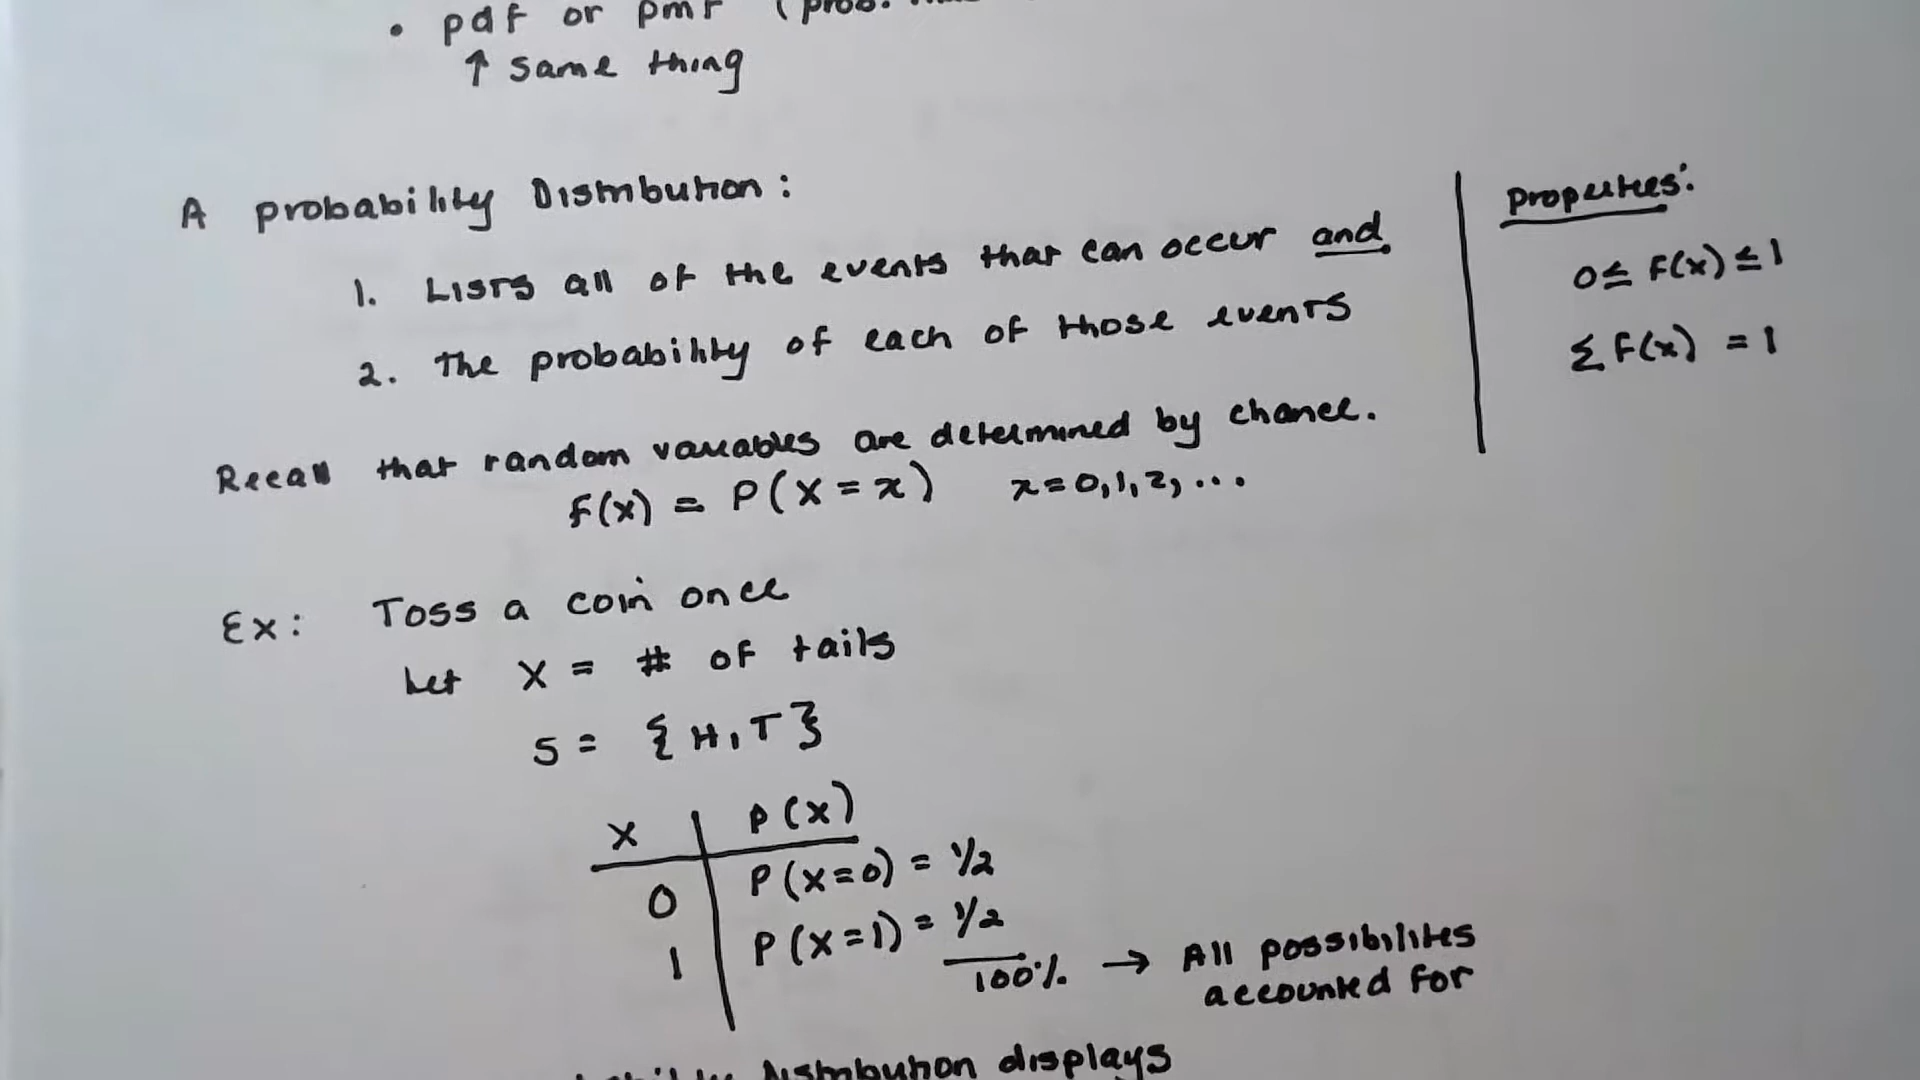 • pdf or pmf (prob.
↑ same thing
A probability Distribution:
1. Lists all of the events that can occur and
2. The probability of each of those events
Recall that random variables are determined by chance.
f(x) = P(X = x) x = 0, 1, 2, ...
Properties:
0 ≤ F(x) ≤ 1
Σ F(x) = 1
Ex: Toss a coin once
Let X = # of tails
S = {H, T}
X | P(X)
0 | P(X=0) = 1/2
1 | P(X=1) = 1/2
100% → All possibilites
accounted for
Distribution displays